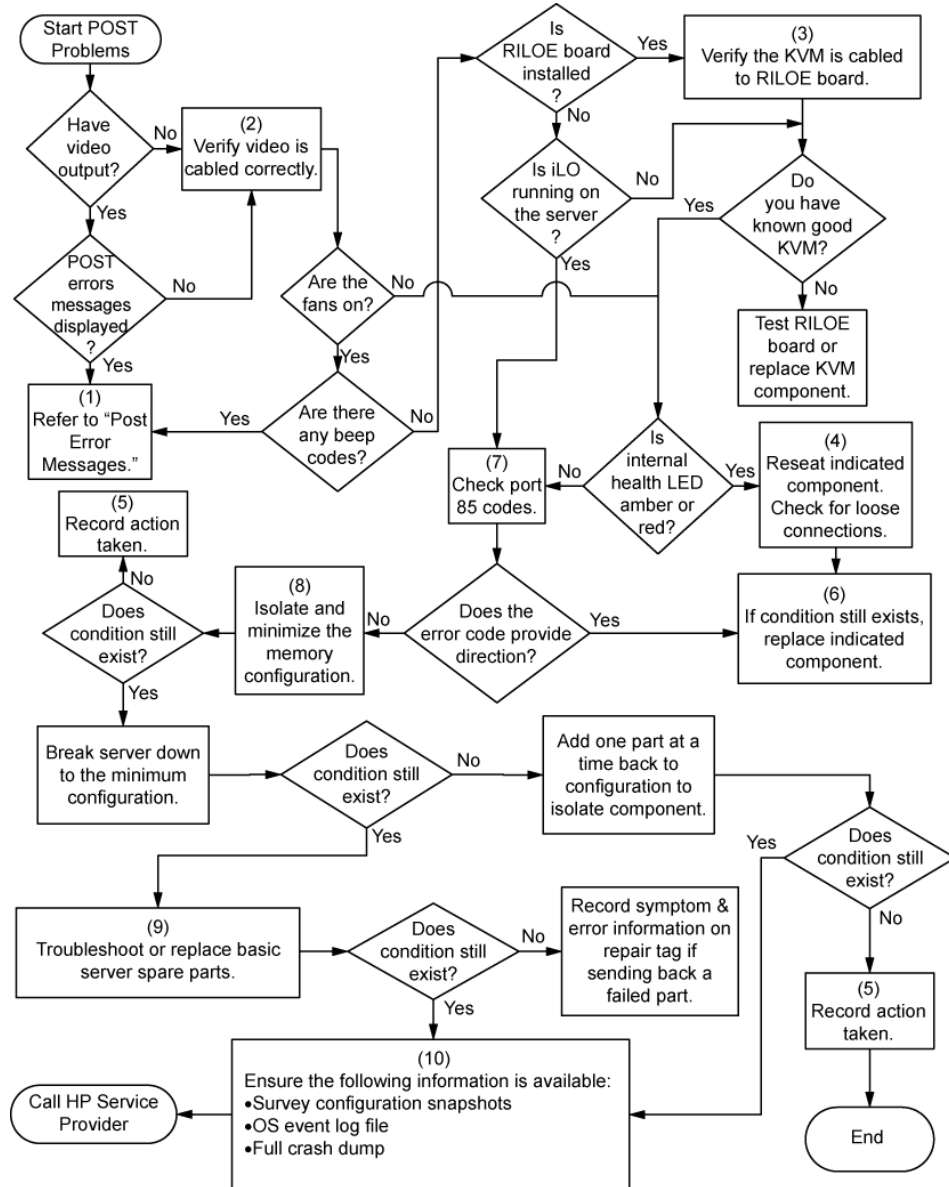 Start POST
Problems
Have
video
output?
No
Yes
(2)
Verify video is
cabled correctly.
POST
errors
messages
displayed
?
No
Yes
(1)
Refer to “Post
Error
Messages.”
Are the
fans on?
No
Yes
Are there
any beep
codes?
Yes
No
Is
RILOE board
installed
?
Yes
No
(3)
Verify the KVM is cabled
to RILOE board.
Is iLO
running on
the server
?
No
Yes
Do
you have
known good
KVM?
Yes
No
Test RILOE
board or
replace KVM
component.
Is
internal
health LED
amber or
red?
No
Yes
(4)
Reseat indicated
component.
Check for loose
connections.
(7)
Check port
85 codes.
(6)
If condition still exists,
replace indicated
component.
Does the
error code provide
direction?
No
Yes
(8)
Isolate and
minimize the
memory
configuration.
(5)
Record action
taken.
No
Does
condition still
exist?
Yes
Break server down
to the minimum
configuration.
Does
condition still
exist?
No
Yes
Add one part at a
time back to
configuration to
isolate component.
Does
condition still
exist?
Yes
No
(9)
Troubleshoot or replace basic
server spare parts.
Does
condition still
exist?
No
Yes
Record symptom &
error information on
repair tag if
sending back a
failed part.
(5)
Record action
taken.
(10)
Ensure the following information is available:
•Survey configuration snapshots
•OS event log file
•Full crash dump
Call HP Service
Provider
End